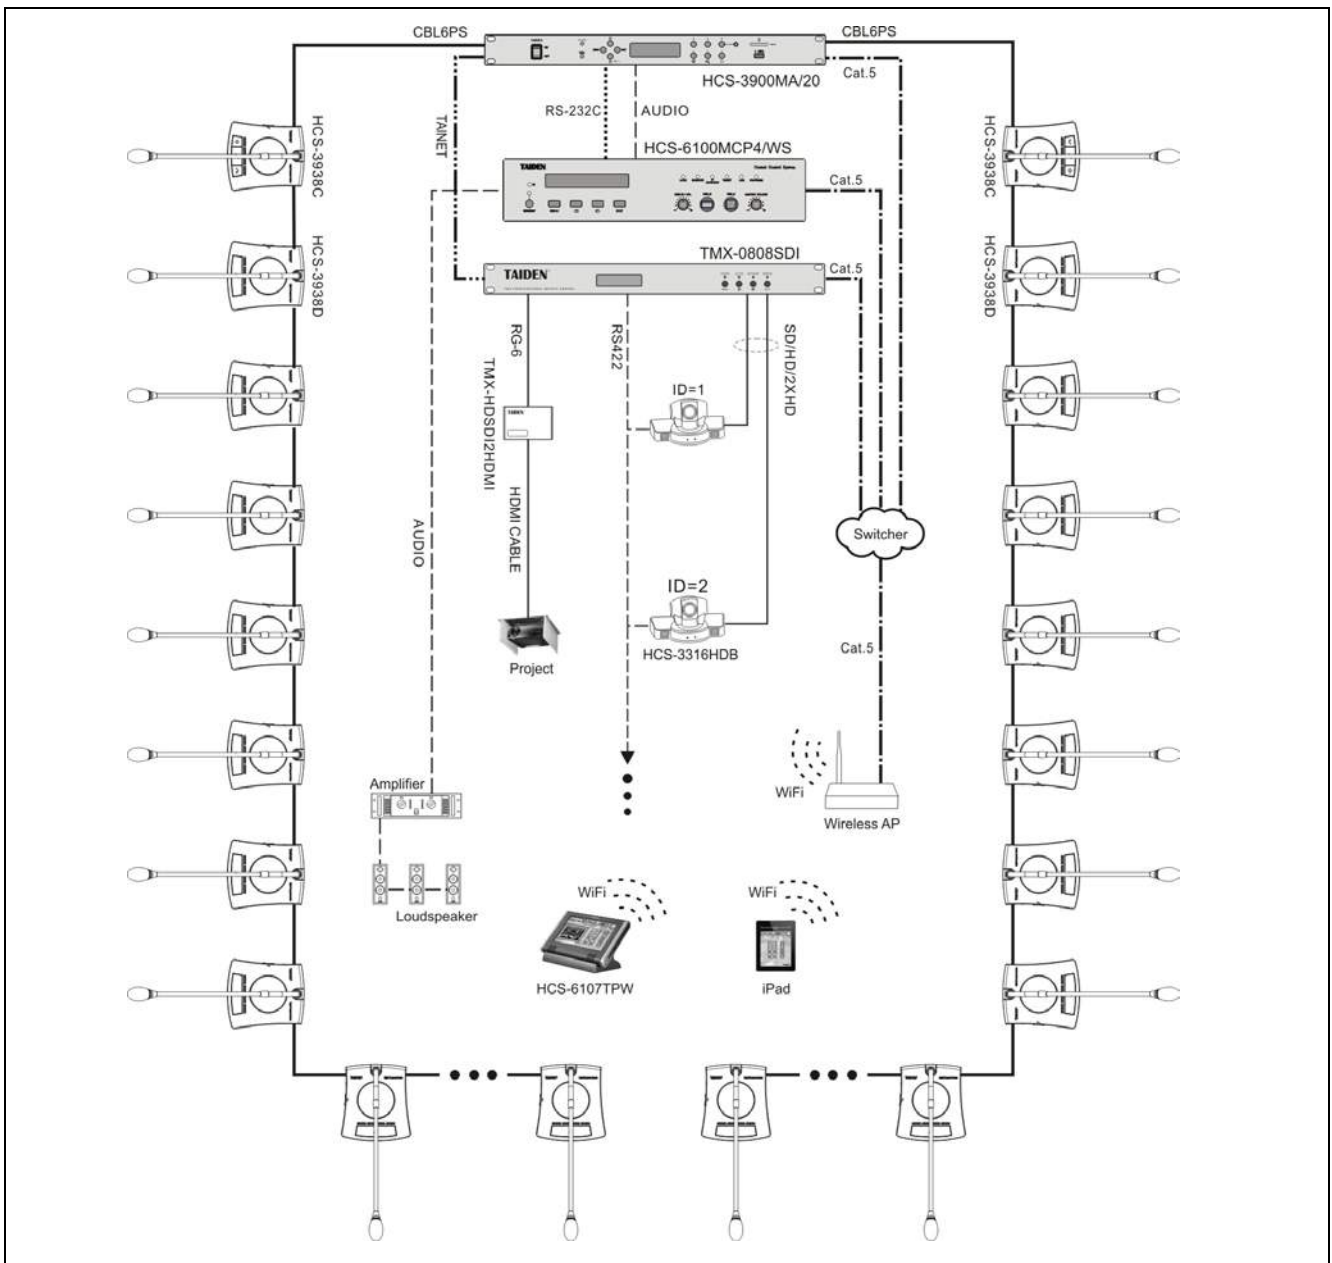 CBL6PS
CBL6PS
HCS-3900MA/20
Cat.5
TAINET
RS-232C
AUDIO
HCS-3938C
HCS-3938C
HCS-6100MCP4/WS
TAIDEN
Cat.5
HCS-3938D
HCS-3938D
TMX-0808SDI
TAIDEN
Cat.5
RG-6
RS422
SD/HD/2XHD
TMX-HDSDI2HDMI
ID=1
TAIDEN
HDMI CABLE
AUDIO
Switcher
ID=2
HCS-3316HDB
Cat.5
Project
Amplifier
WiFi
Wireless AP
Loudspeaker
WiFi
WiFi
HCS-6107TPW
iPad